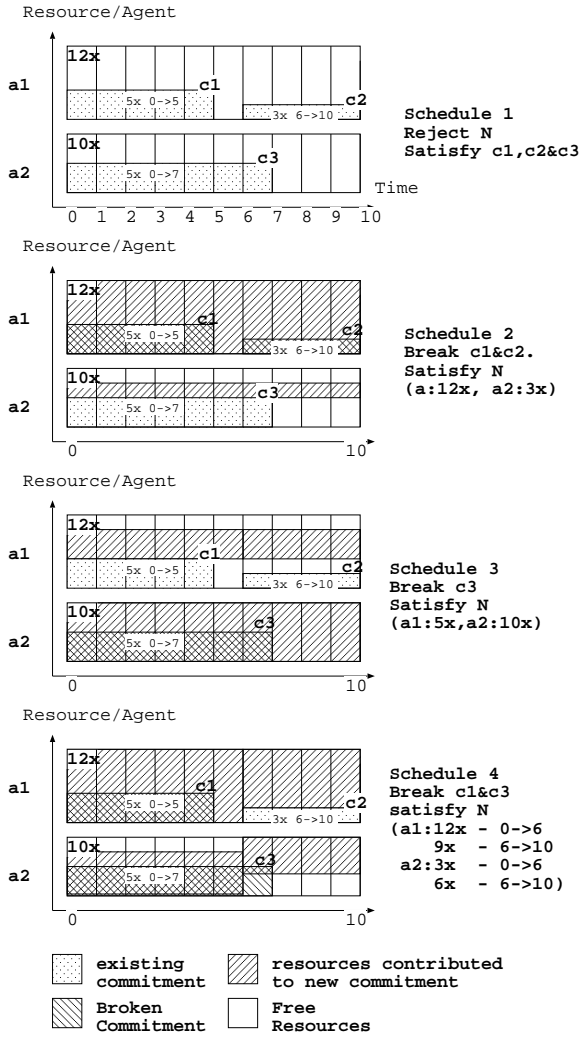 Resource/Agent
12x
a1
c1
5x 0->5
c2
3x 6->10
Schedule 1
Reject N
Satisfy c1,c2&c3
10x
c3
a2
5x 0->7
Time
0 1 2 3 4 5 6 7 8 9 10
Resource/Agent
12x
a1
c1
5x 0->5
c2
3x 6->10
Schedule 2
Break c1&c2.
Satisfy N
(a:12x, a2:3x)
10x
c3
a2
5x 0->7
0 10
Resource/Agent
12x
a1
c1
5x 0->5
c2
3x 6->10
Schedule 3
Break c3
Satisfy N
(a1:5x,a2:10x)
10x
c3
a2
5x 0->7
0 10
Resource/Agent
12x
a1
c1
5x 0->5
c2
3x 6->10
Schedule 4
Break c1&c3
satisfy N
(a1:12x - 0->6
9x - 6->10
a2:3x - 0->6
6x - 6->10)
10x
c3
a2
5x 0->7
0 10
existing
commitment
resources contributed
to new commitment
Broken
Commitment
Free
Resources